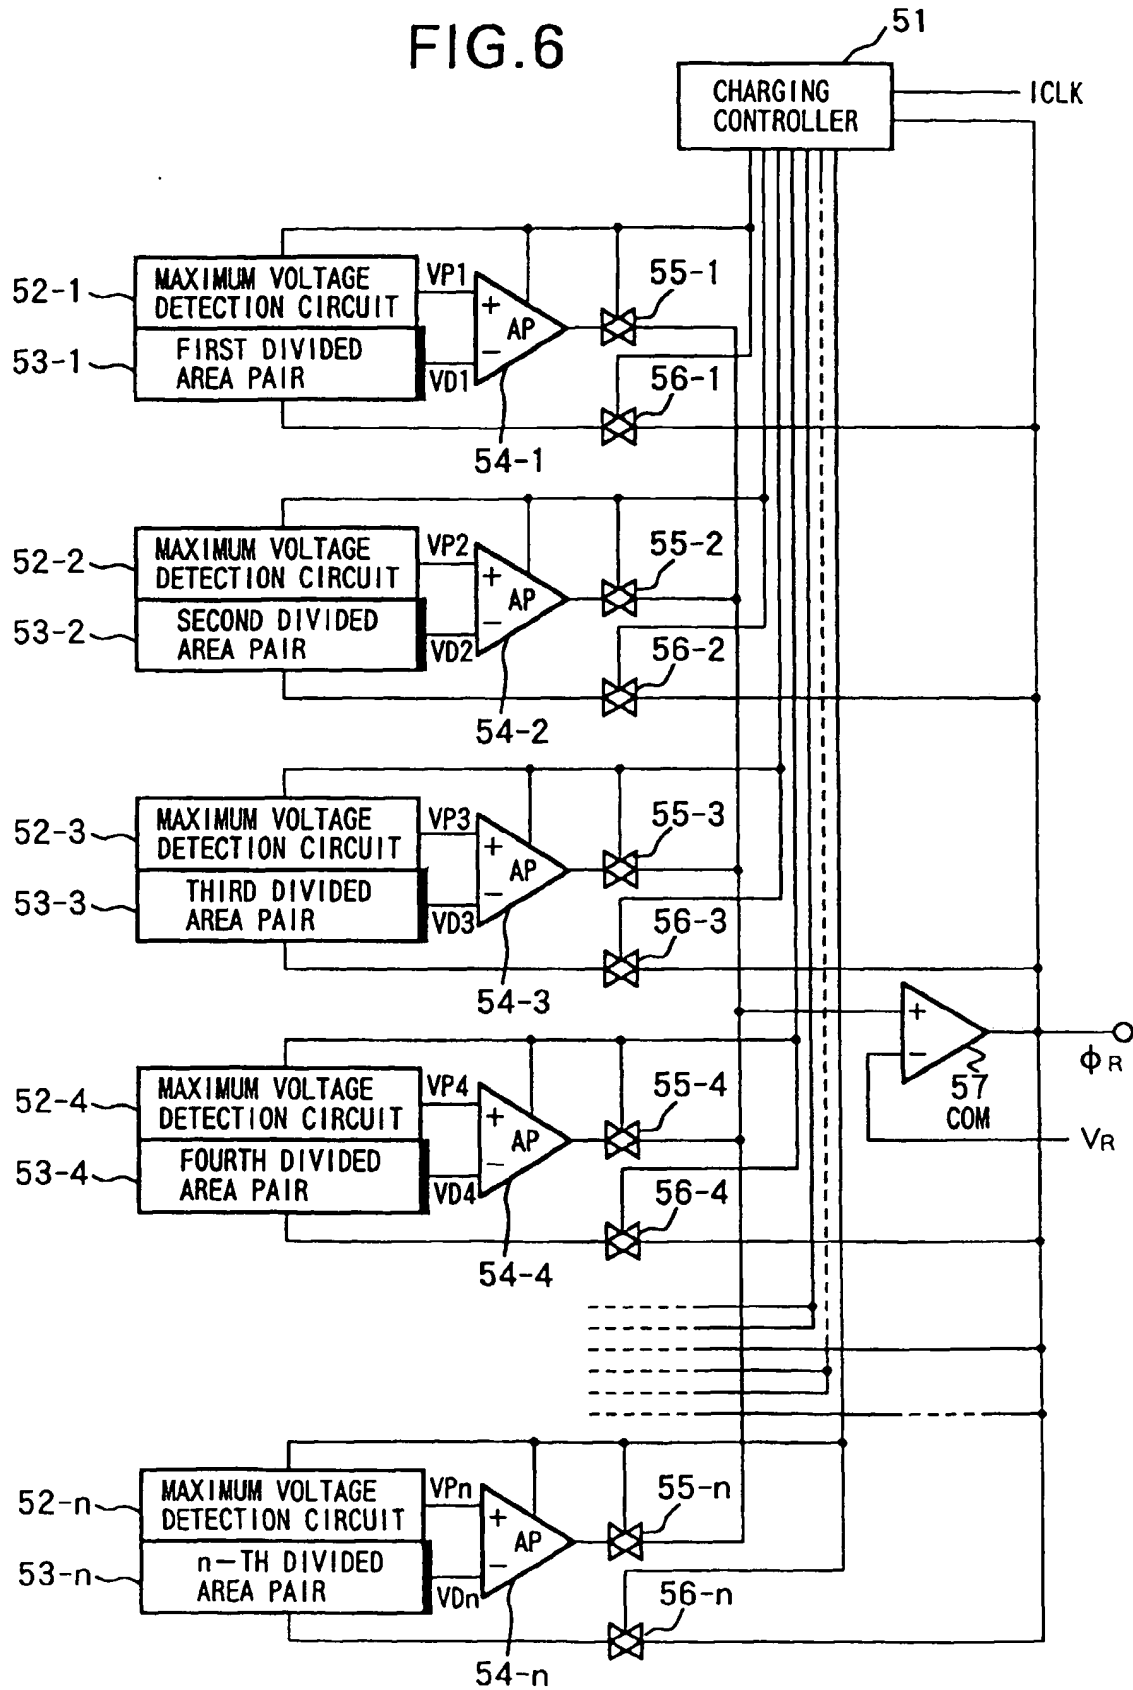 FIG.6
51
CHARGING
CONTROLLER
ICLK
52-1
MAXIMUM VOLTAGE
DETECTION CIRCUIT
VP1
+
AP
−
55-1
53-1
FIRST DIVIDED
AREA PAIR
VD1
56-1
54-1
52-2
MAXIMUM VOLTAGE
DETECTION CIRCUIT
VP2
+
AP
−
55-2
53-2
SECOND DIVIDED
AREA PAIR
VD2
56-2
54-2
52-3
MAXIMUM VOLTAGE
DETECTION CIRCUIT
VP3
+
AP
−
55-3
53-3
THIRD DIVIDED
AREA PAIR
VD3
56-3
54-3
+
−
ϕR
57
COM
VR
52-4
MAXIMUM VOLTAGE
DETECTION CIRCUIT
VP4
+
AP
−
55-4
53-4
FOURTH DIVIDED
AREA PAIR
VD4
56-4
54-4
52-n
MAXIMUM VOLTAGE
DETECTION CIRCUIT
VPn
+
AP
−
55-n
53-n
n-TH DIVIDED
AREA PAIR
VDn
56-n
54-n